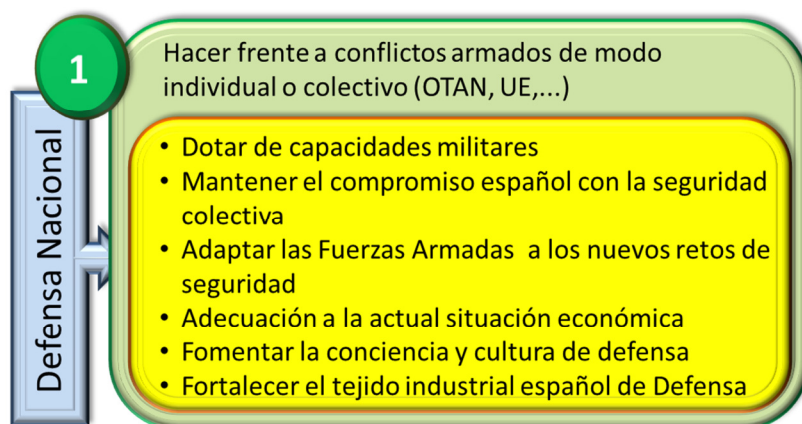 1
Hacer frente a conflictos armados de modo
individual o colectivo (OTAN, UE,...)
Defensa Nacional
• Dotar de capacidades militares
• Mantener el compromiso español con la seguridad
colectiva
• Adaptar las Fuerzas Armadas a los nuevos retos de
seguridad
• Adecuación a la actual situación económica
• Fomentar la conciencia y cultura de defensa
• Fortalecer el tejido industrial español de Defensa